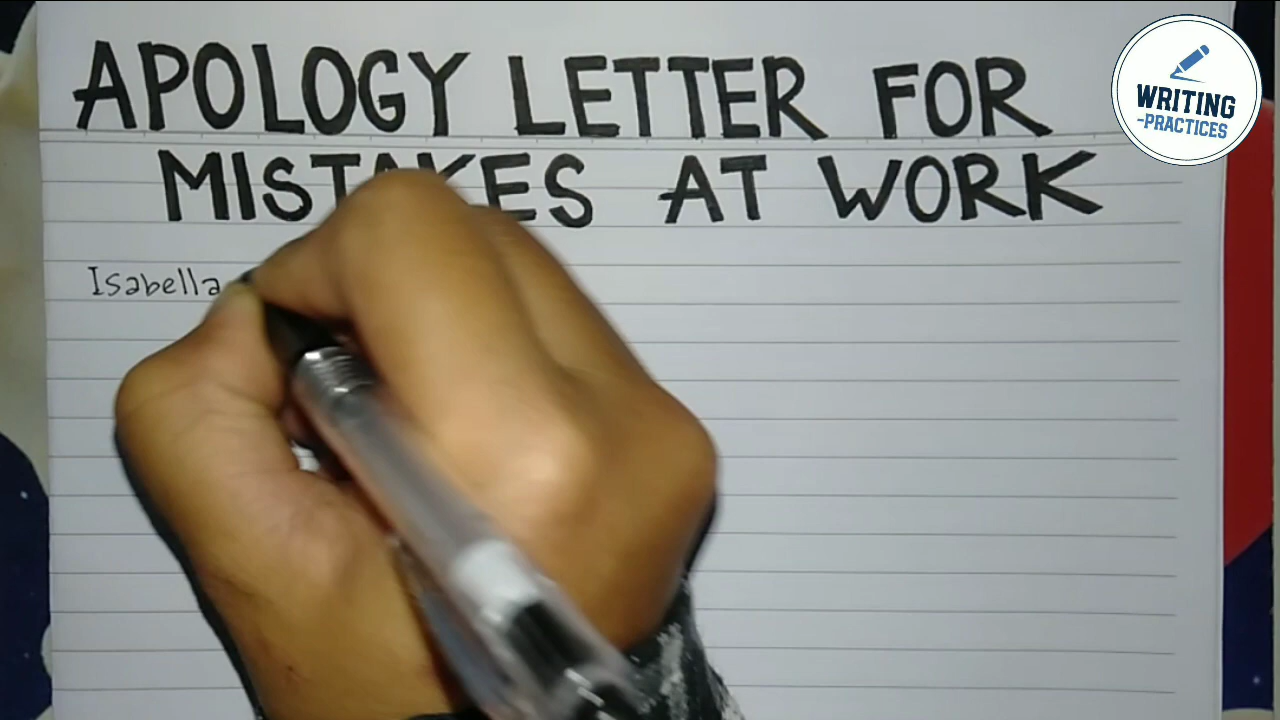 APOLOGY LETTER FOR
MISTAKES AT WORK
WRITING
-PRACTICES
Isabella